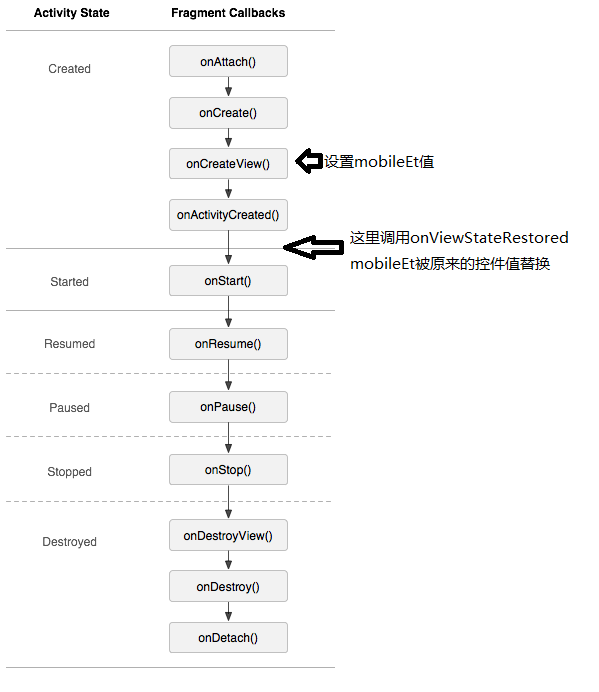 Activity State Fragment Callbacks
Created
onAttach()
onCreate()
onCreateView()
设置mobileEt值
onActivityCreated()
这里调用onViewStateRestored
mobileEt被原来的控件值替换
Started
onStart()
Resumed
onResume()
Paused
onPause()
Stopped
onStop()
Destroyed
onDestroyView()
onDestroy()
onDetach()